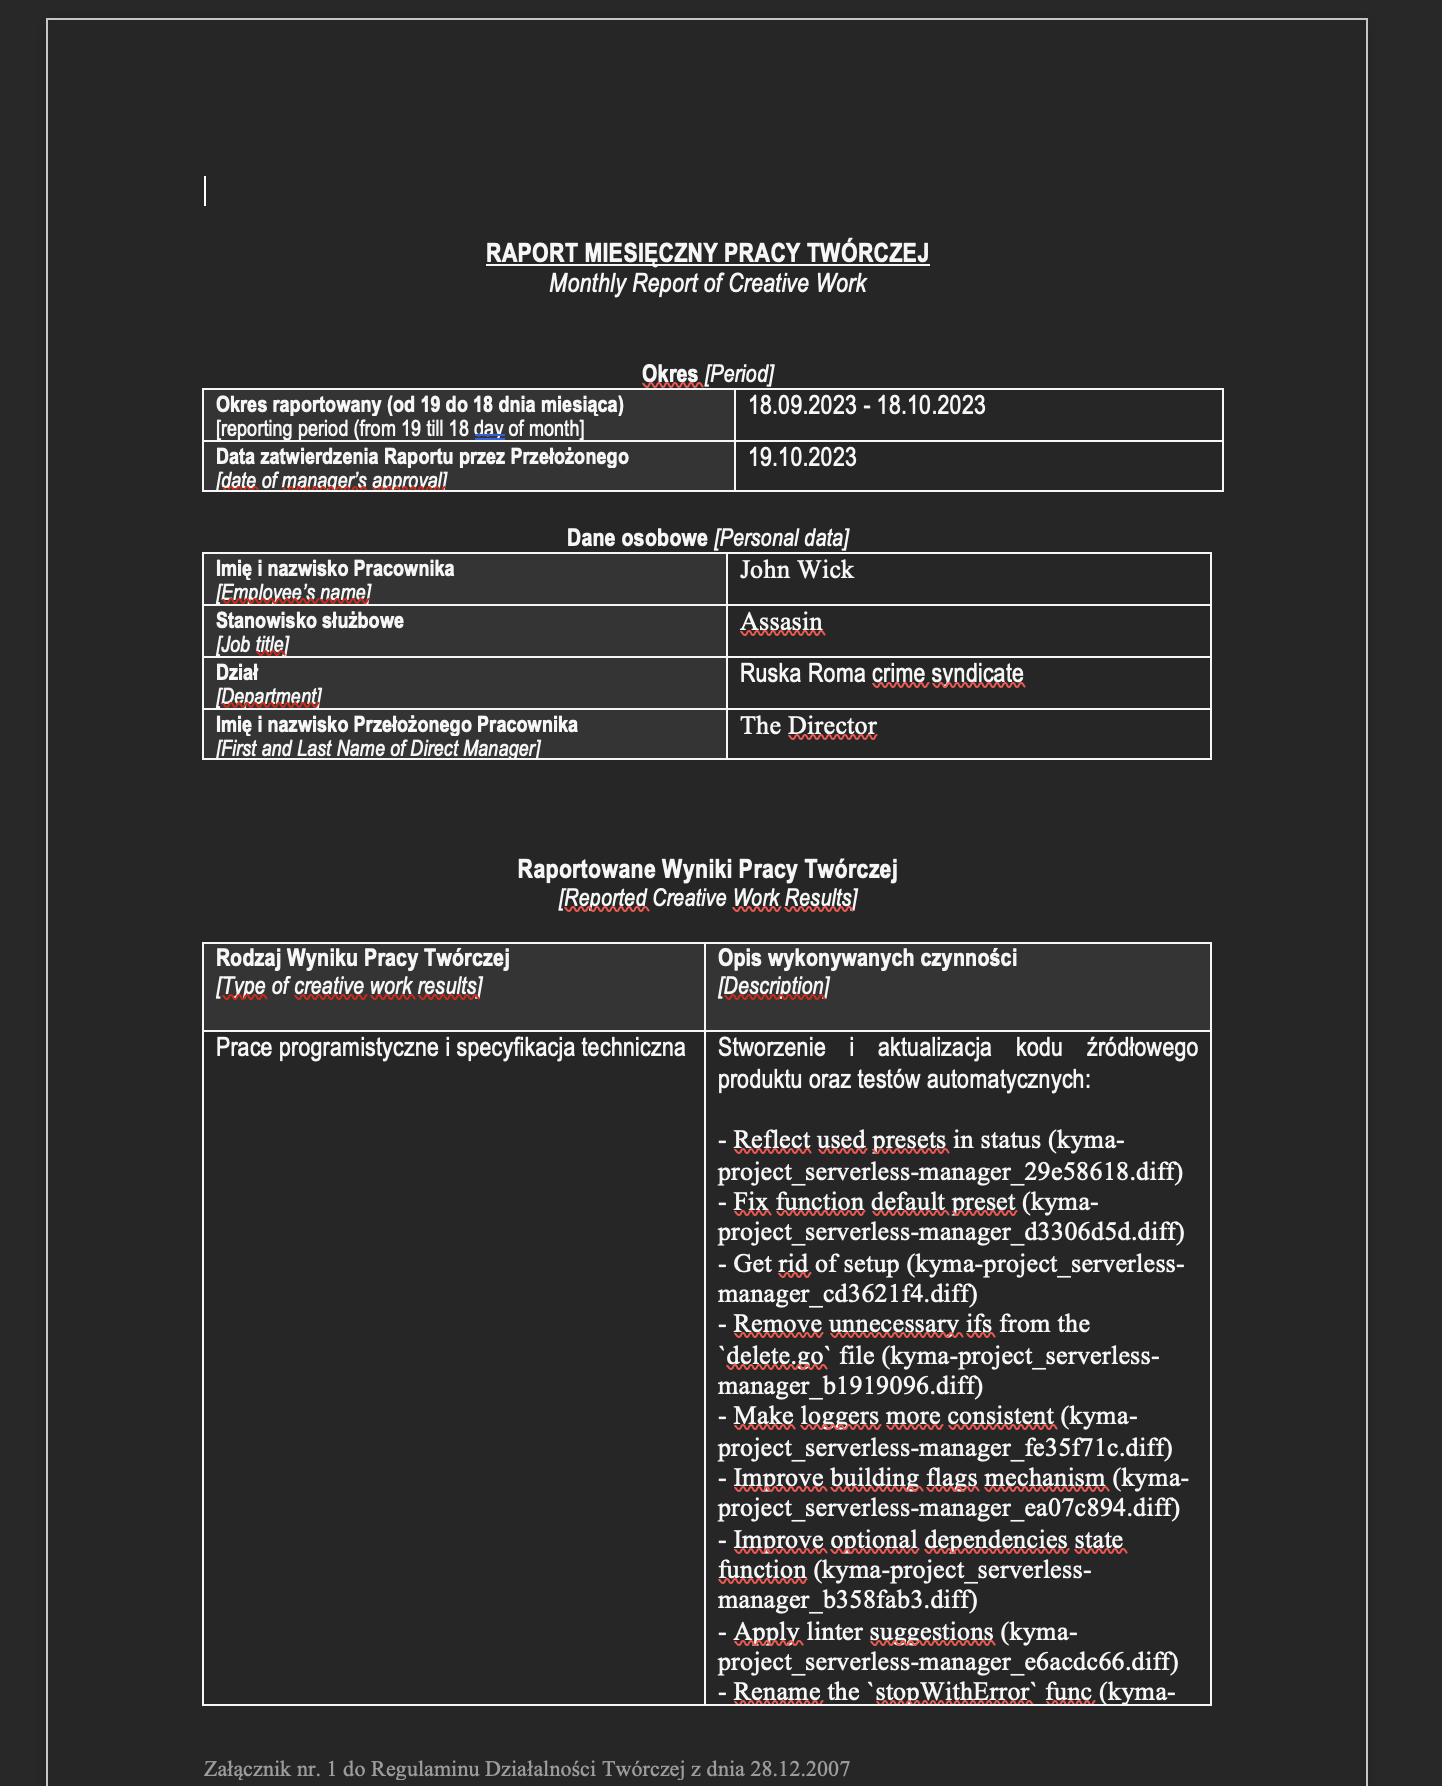 RAPORT MIESIĘCZNY PRACY TWÓRCZEJ
Monthly Report of Creative Work
Okres [Period]
Okres raportowany (od 19 do 18 dnia miesiąca)
[reporting period (from 19 till 18 day of month]
18.09.2023 - 18.10.2023
Data zatwierdzenia Raportu przez Przełożonego
[date of manager’s approval]
19.10.2023
Dane osobowe [Personal data]
Imię i nazwisko Pracownika
[Employee’s name]
John Wick
Stanowisko służbowe
[Job title]
Assasin
Dział
[Department]
Ruska Roma crime syndicate
Imię i nazwisko Przełożonego Pracownika
[First and Last Name of Direct Manager]
The Director
Raportowane Wyniki Pracy Twórczej
[Reported Creative Work Results]
Rodzaj Wyniku Pracy Twórczej
[Type of creative work results]
Opis wykonywanych czynności
[Description]
Prace programistyczne i specyfikacja techniczna
Stworzenie i aktualizacja kodu źródłowego
produktu oraz testów automatycznych:
- Reflect used presets in status (kyma-
project_serverless-manager_29e58618.diff)
- Fix function default preset (kyma-
project_serverless-manager_d3306d5d.diff)
- Get rid of setup (kyma-project_serverless-
manager_cd3621f4.diff)
- Remove unnecessary ifs from the
`delete.go` file (kyma-project_serverless-
manager_b1919096.diff)
- Make loggers more consistent (kyma-
project_serverless-manager_fe35f71c.diff)
- Improve building flags mechanism (kyma-
project_serverless-manager_ea07c894.diff)
- Improve optional dependencies state
function (kyma-project_serverless-
manager_b358fab3.diff)
- Apply linter suggestions (kyma-
project_serverless-manager_e6acdc66.diff)
- Rename the `stopWithError` func (kyma-
Załącznik nr. 1 do Regulaminu Działalności Twórczej z dnia 28.12.2007